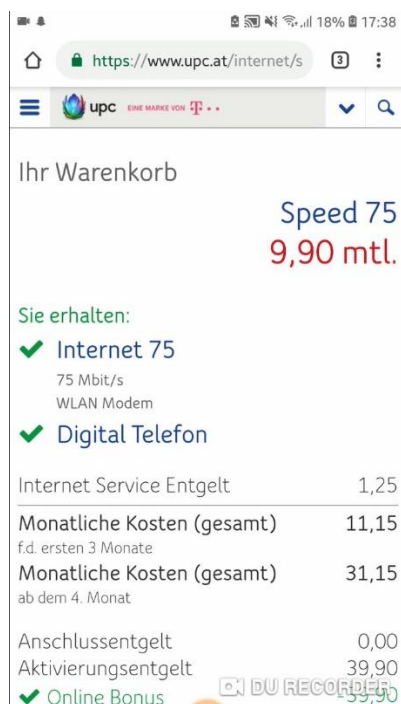 18% 17:38
https://www.upc.at/internet/s 3
upc EINE MARKE VON T
Ihr Warenkorb
Speed 75
9,90 mtl.
Sie erhalten:
Internet 75
75 Mbit/s
WLAN Modem
Digital Telefon
Internet Service Entgelt 1,25
Monatliche Kosten (gesamt) 11,15
f.d. ersten 3 Monate
Monatliche Kosten (gesamt) 31,15
ab dem 4. Monat
Anschlussentgelt 0,00
Aktivierungsentgelt 39,90
Online Bonus -39,90
DU RECORDER